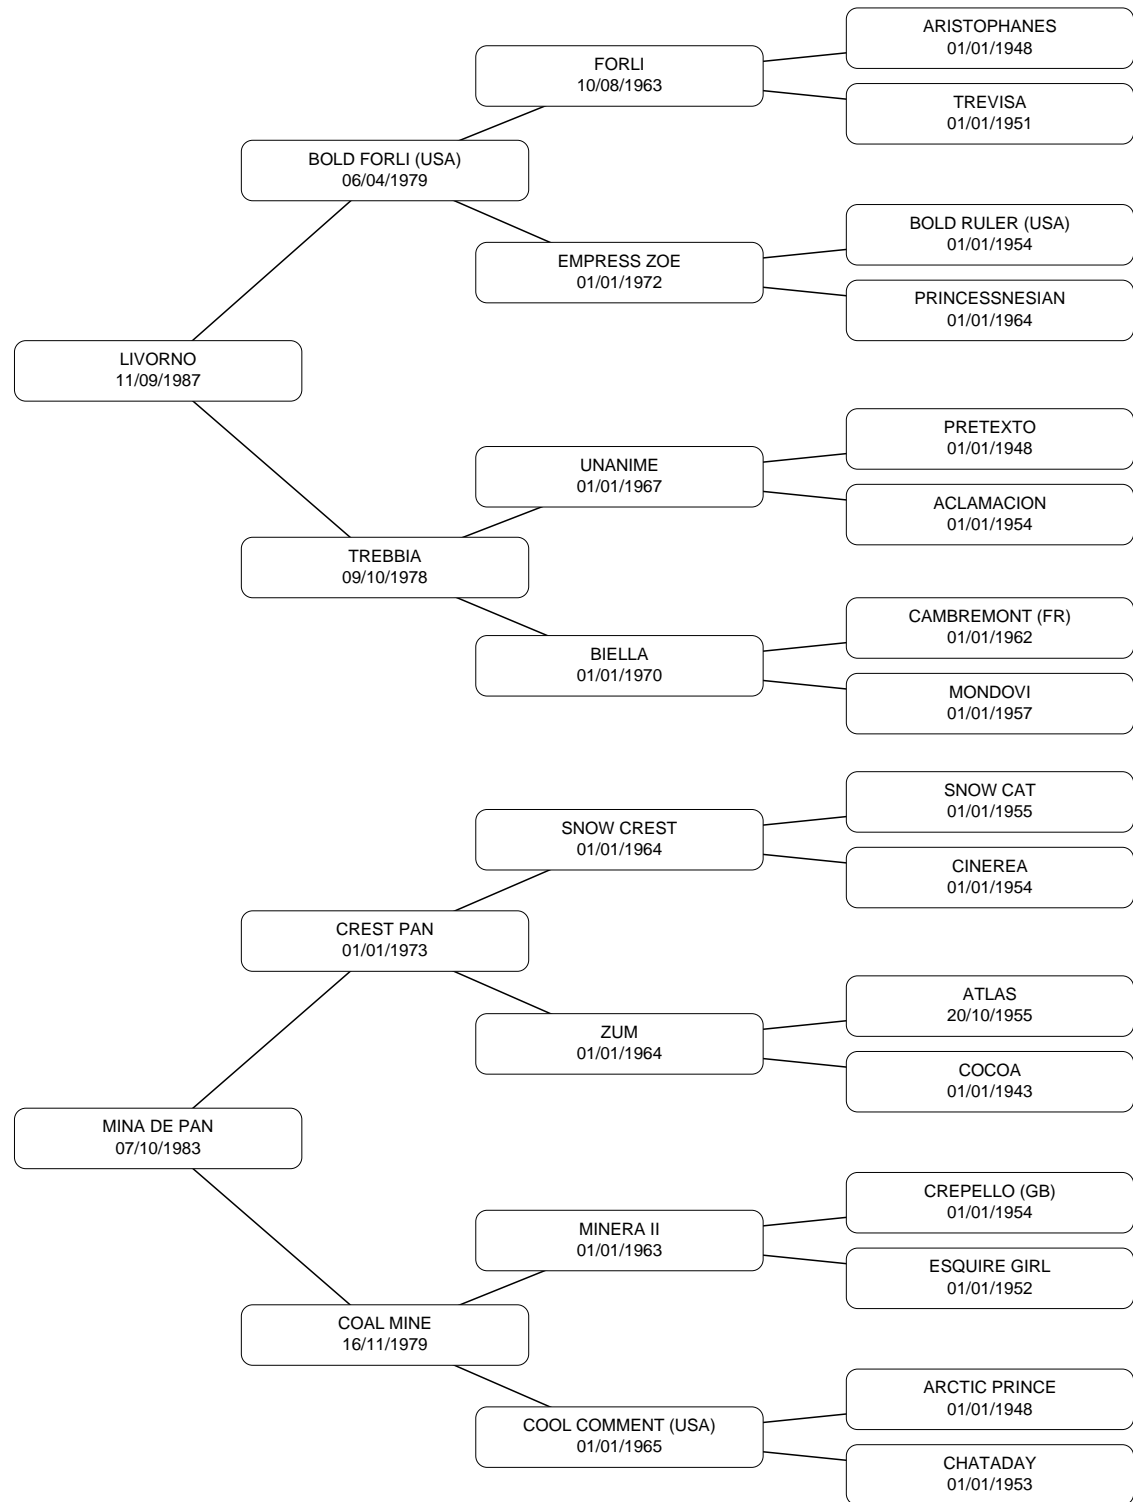 ARISTOPHANES
01/01/1948
FORLI
10/08/1963
TREVISA
01/01/1951
BOLD FORLI (USA)
06/04/1979
BOLD RULER (USA)
01/01/1954
EMPRESS ZOE
01/01/1972
PRINCESSNESIAN
01/01/1964
LIVORNO
11/09/1987
PRETEXTO
01/01/1948
UNANIME
01/01/1967
ACLAMACION
01/01/1954
TREBBIA
09/10/1978
CAMBREMONT (FR)
01/01/1962
BIELLA
01/01/1970
MONDOVI
01/01/1957
SNOW CAT
01/01/1955
SNOW CREST
01/01/1964
CINEREA
01/01/1954
CREST PAN
01/01/1973
ATLAS
20/10/1955
ZUM
01/01/1964
COCOA
01/01/1943
MINA DE PAN
07/10/1983
CREPELLO (GB)
01/01/1954
MINERA II
01/01/1963
ESQUIRE GIRL
01/01/1952
COAL MINE
16/11/1979
ARCTIC PRINCE
01/01/1948
COOL COMMENT (USA)
01/01/1965
CHATADAY
01/01/1953